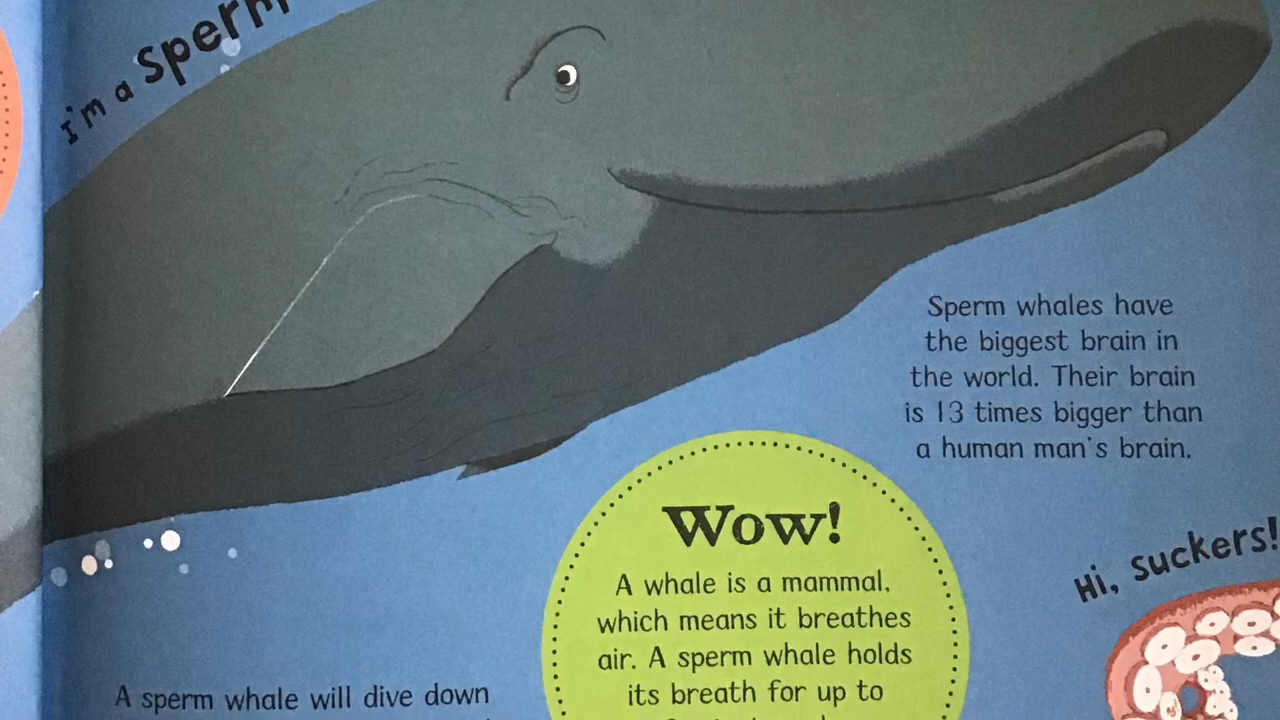 I'm a sperm
Sperm whales have
the biggest brain in
the world. Their brain
is 13 times bigger than
a human man's brain.
Hi, suckers!
Wow!
A whale is a mammal,
which means it breathes
air. A sperm whale holds
its breath for up to
A sperm whale will dive down